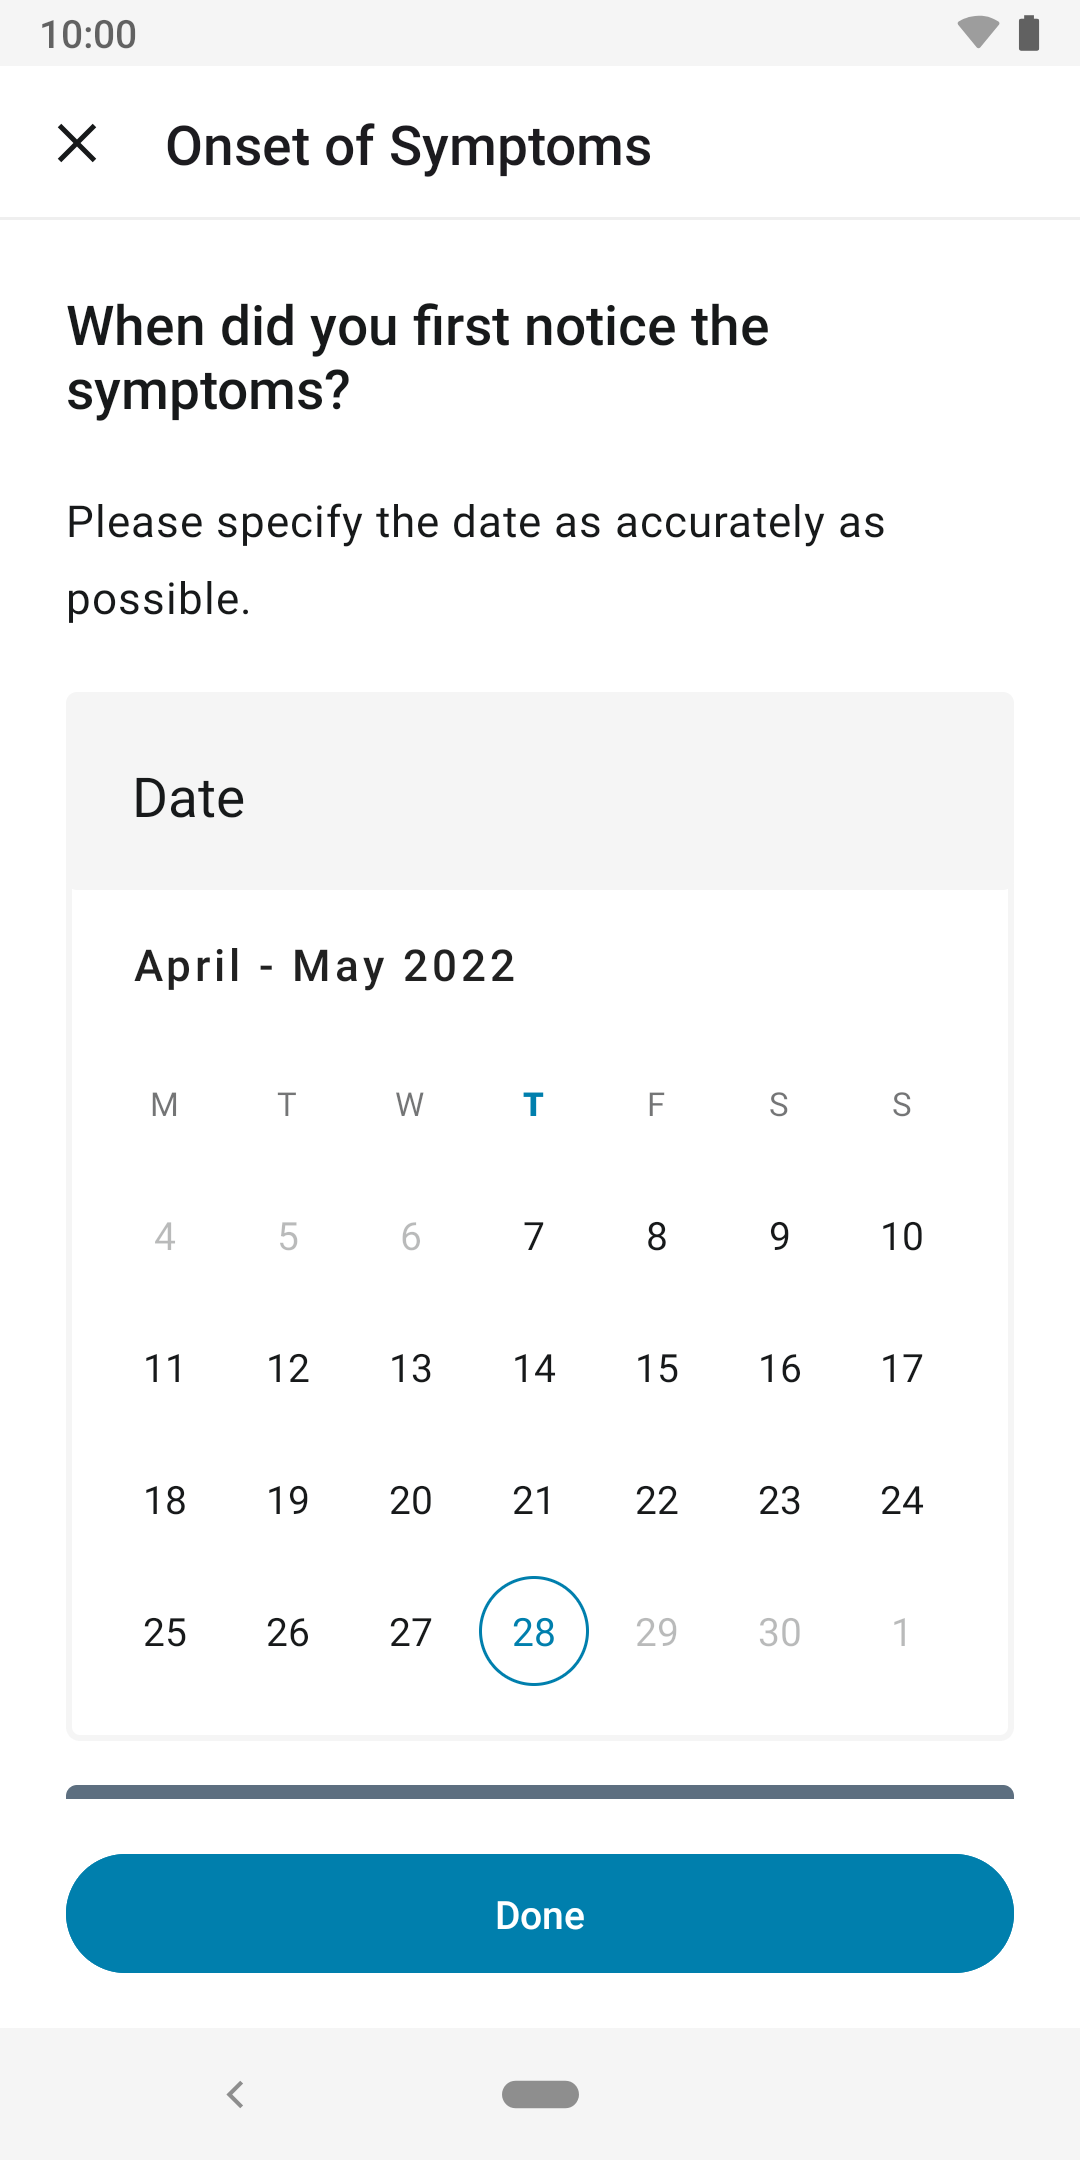 10:00
Onset of Symptoms
When did you first notice the
symptoms?
Please specify the date as accurately as
possible.
Date
April - May 2022
M T W T F S S
4 5 6 7 8 9 10
11 12 13 14 15 16 17
18 19 20 21 22 23 24
25 26 27 28 29 30 1
Done